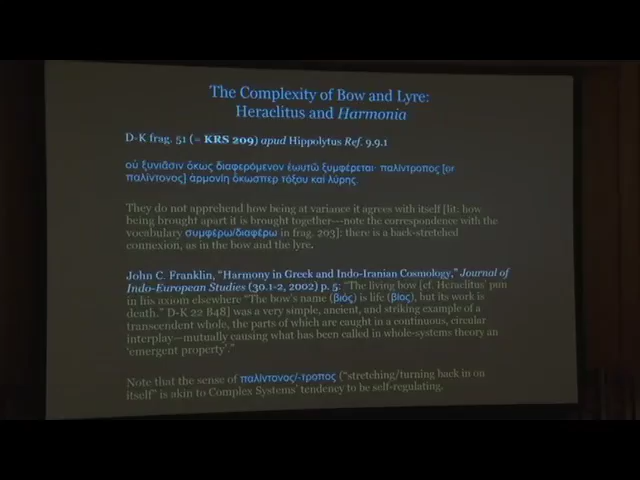 The Complexity of Bow and Lyre:
Heraclitus and Harmonia
D-K frag. 51 (= KRS 209) apud Hippolytus Ref. 9.9.1
οὐ ξυνιᾶσιν ὅκως διαφερόμενον ἑωυτῷ ξυμφέρεται· παλίντροπος [or
παλίντονος] ἁρμονίη ὅκωσπερ τόξου καὶ λύρης.
They do not apprehend how being at variance it agrees with itself [lit. how
being brought apart it is brought together—note the correspondence with the
vocabulary συμφέρω/διαφέρω in frag. 203]: there is a back-stretched
connexion, as in the bow and the lyre.
John C. Franklin, “Harmony in Greek and Indo-Iranian Cosmology,” Journal of
Indo-European Studies (30.1-2, 2002) p. 5: “The living bow [cf. Heraclitus’ pun
in his axiom elsewhere “The bow’s name (βιός) is life (βίος), but its work is
death.” D-K 22 B48] was a very simple, ancient, and striking example of a
transcendent whole, the parts of which are caught in a continuous, circular
interplay—mutually causing what has been called in whole-systems theory an
‘emergent property’.”
Note that the sense of παλίντονος/-τροπος (“stretching/turning back in on
itself” is akin to Complex Systems’ tendency to be self-regulating.